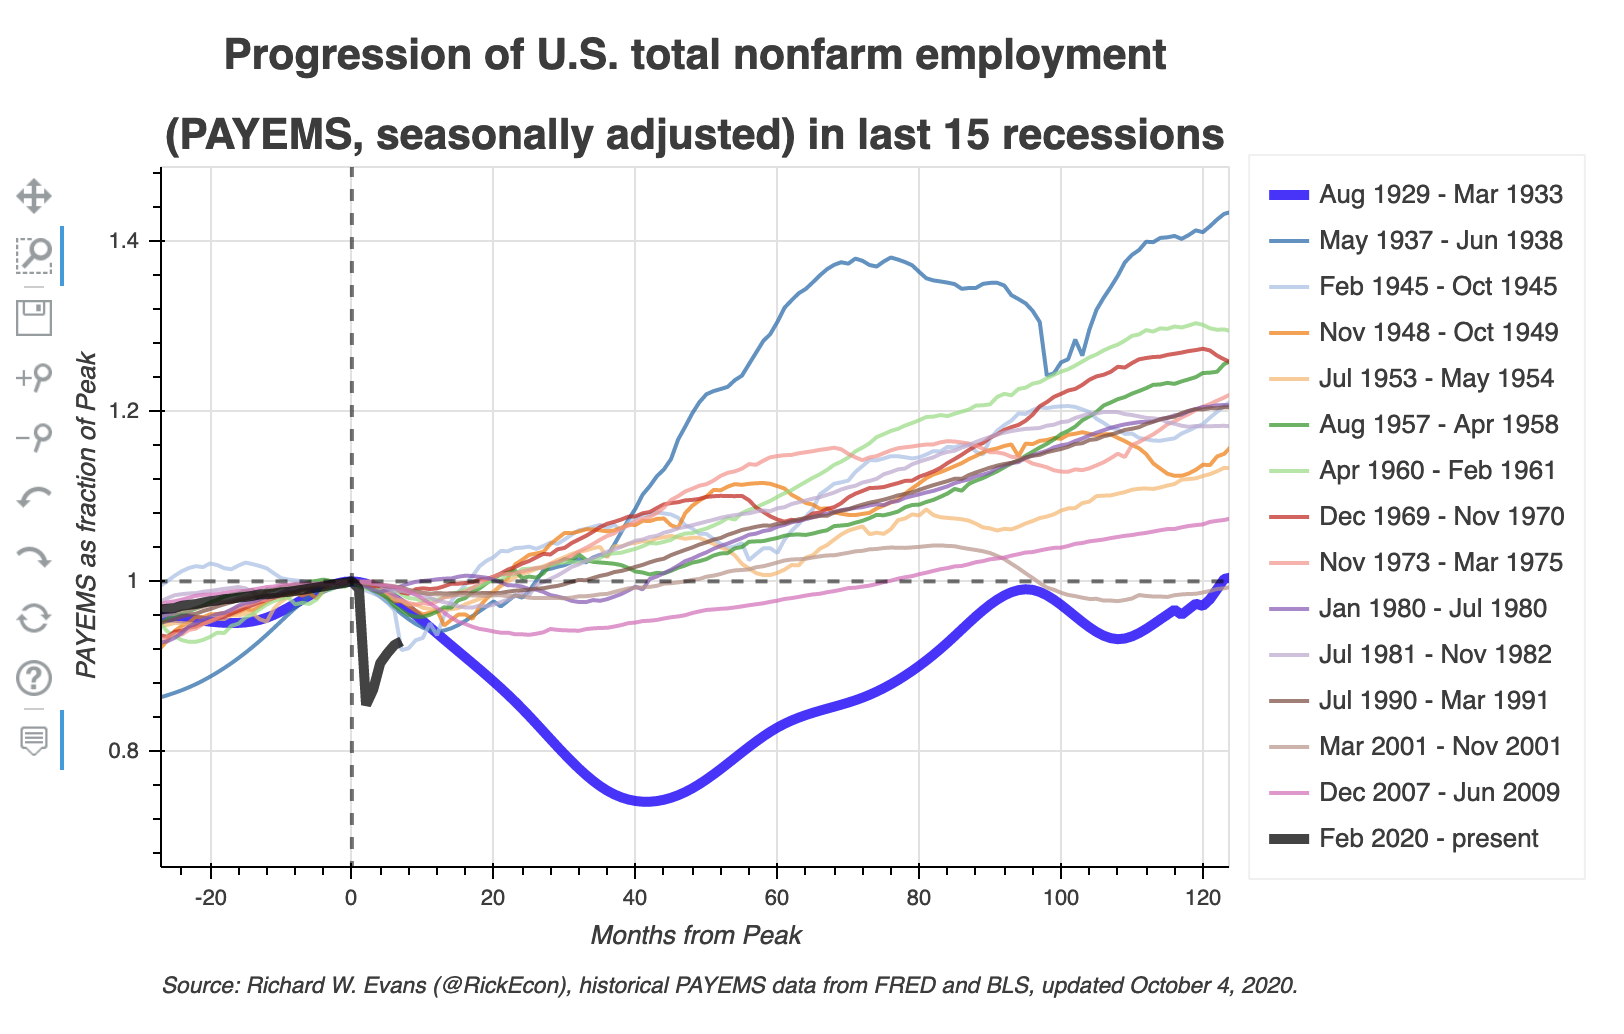 Progression of U.S. total nonfarm employment
(PAYEMS, seasonally adjusted) in last 15 recessions
PAYEMS as fraction of Peak
1.4
1.2
1
0.8
-20
0
20
40
60
80
100
120
Months from Peak
Aug 1929 - Mar 1933
May 1937 - Jun 1938
Feb 1945 - Oct 1945
Nov 1948 - Oct 1949
Jul 1953 - May 1954
Aug 1957 - Apr 1958
Apr 1960 - Feb 1961
Dec 1969 - Nov 1970
Nov 1973 - Mar 1975
Jan 1980 - Jul 1980
Jul 1981 - Nov 1982
Jul 1990 - Mar 1991
Mar 2001 - Nov 2001
Dec 2007 - Jun 2009
Feb 2020 - present
Source: Richard W. Evans (@RickEcon), historical PAYEMS data from FRED and BLS, updated October 4, 2020.